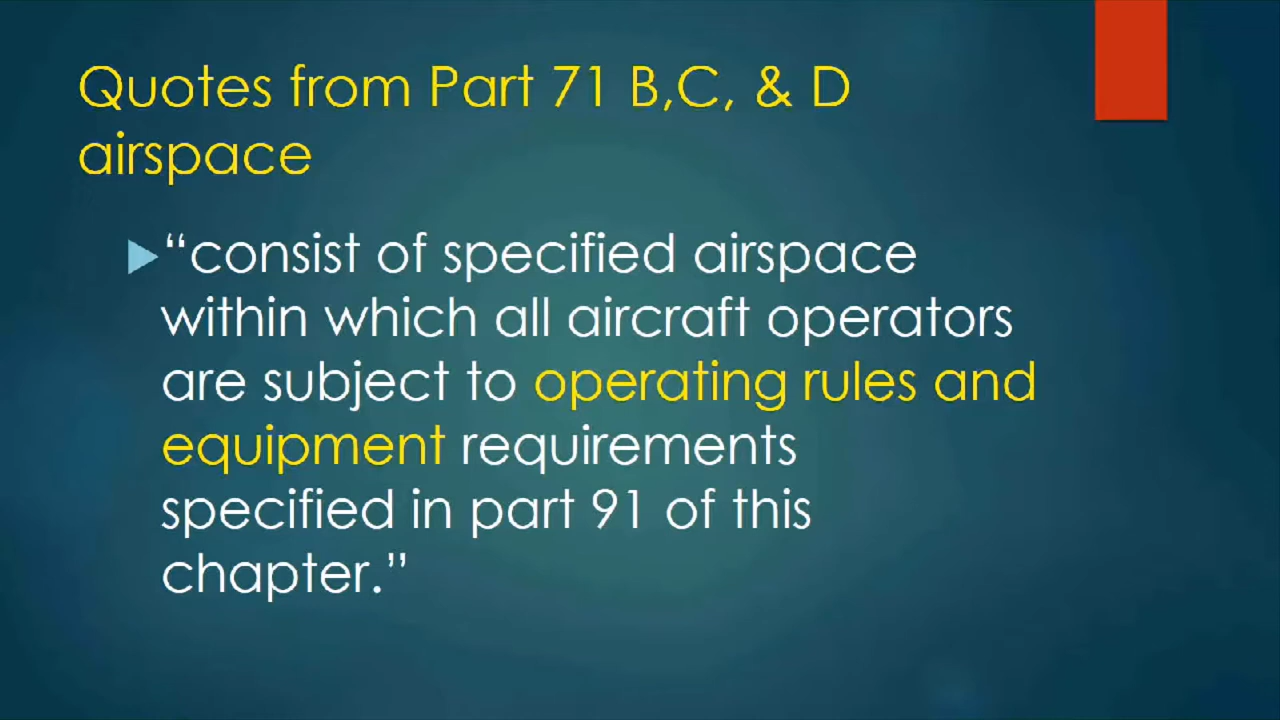 Quotes from Part 71 B,C, & D
airspace
“consist of specified airspace
within which all aircraft operators
are subject to operating rules and
equipment requirements
specified in part 91 of this
chapter.”